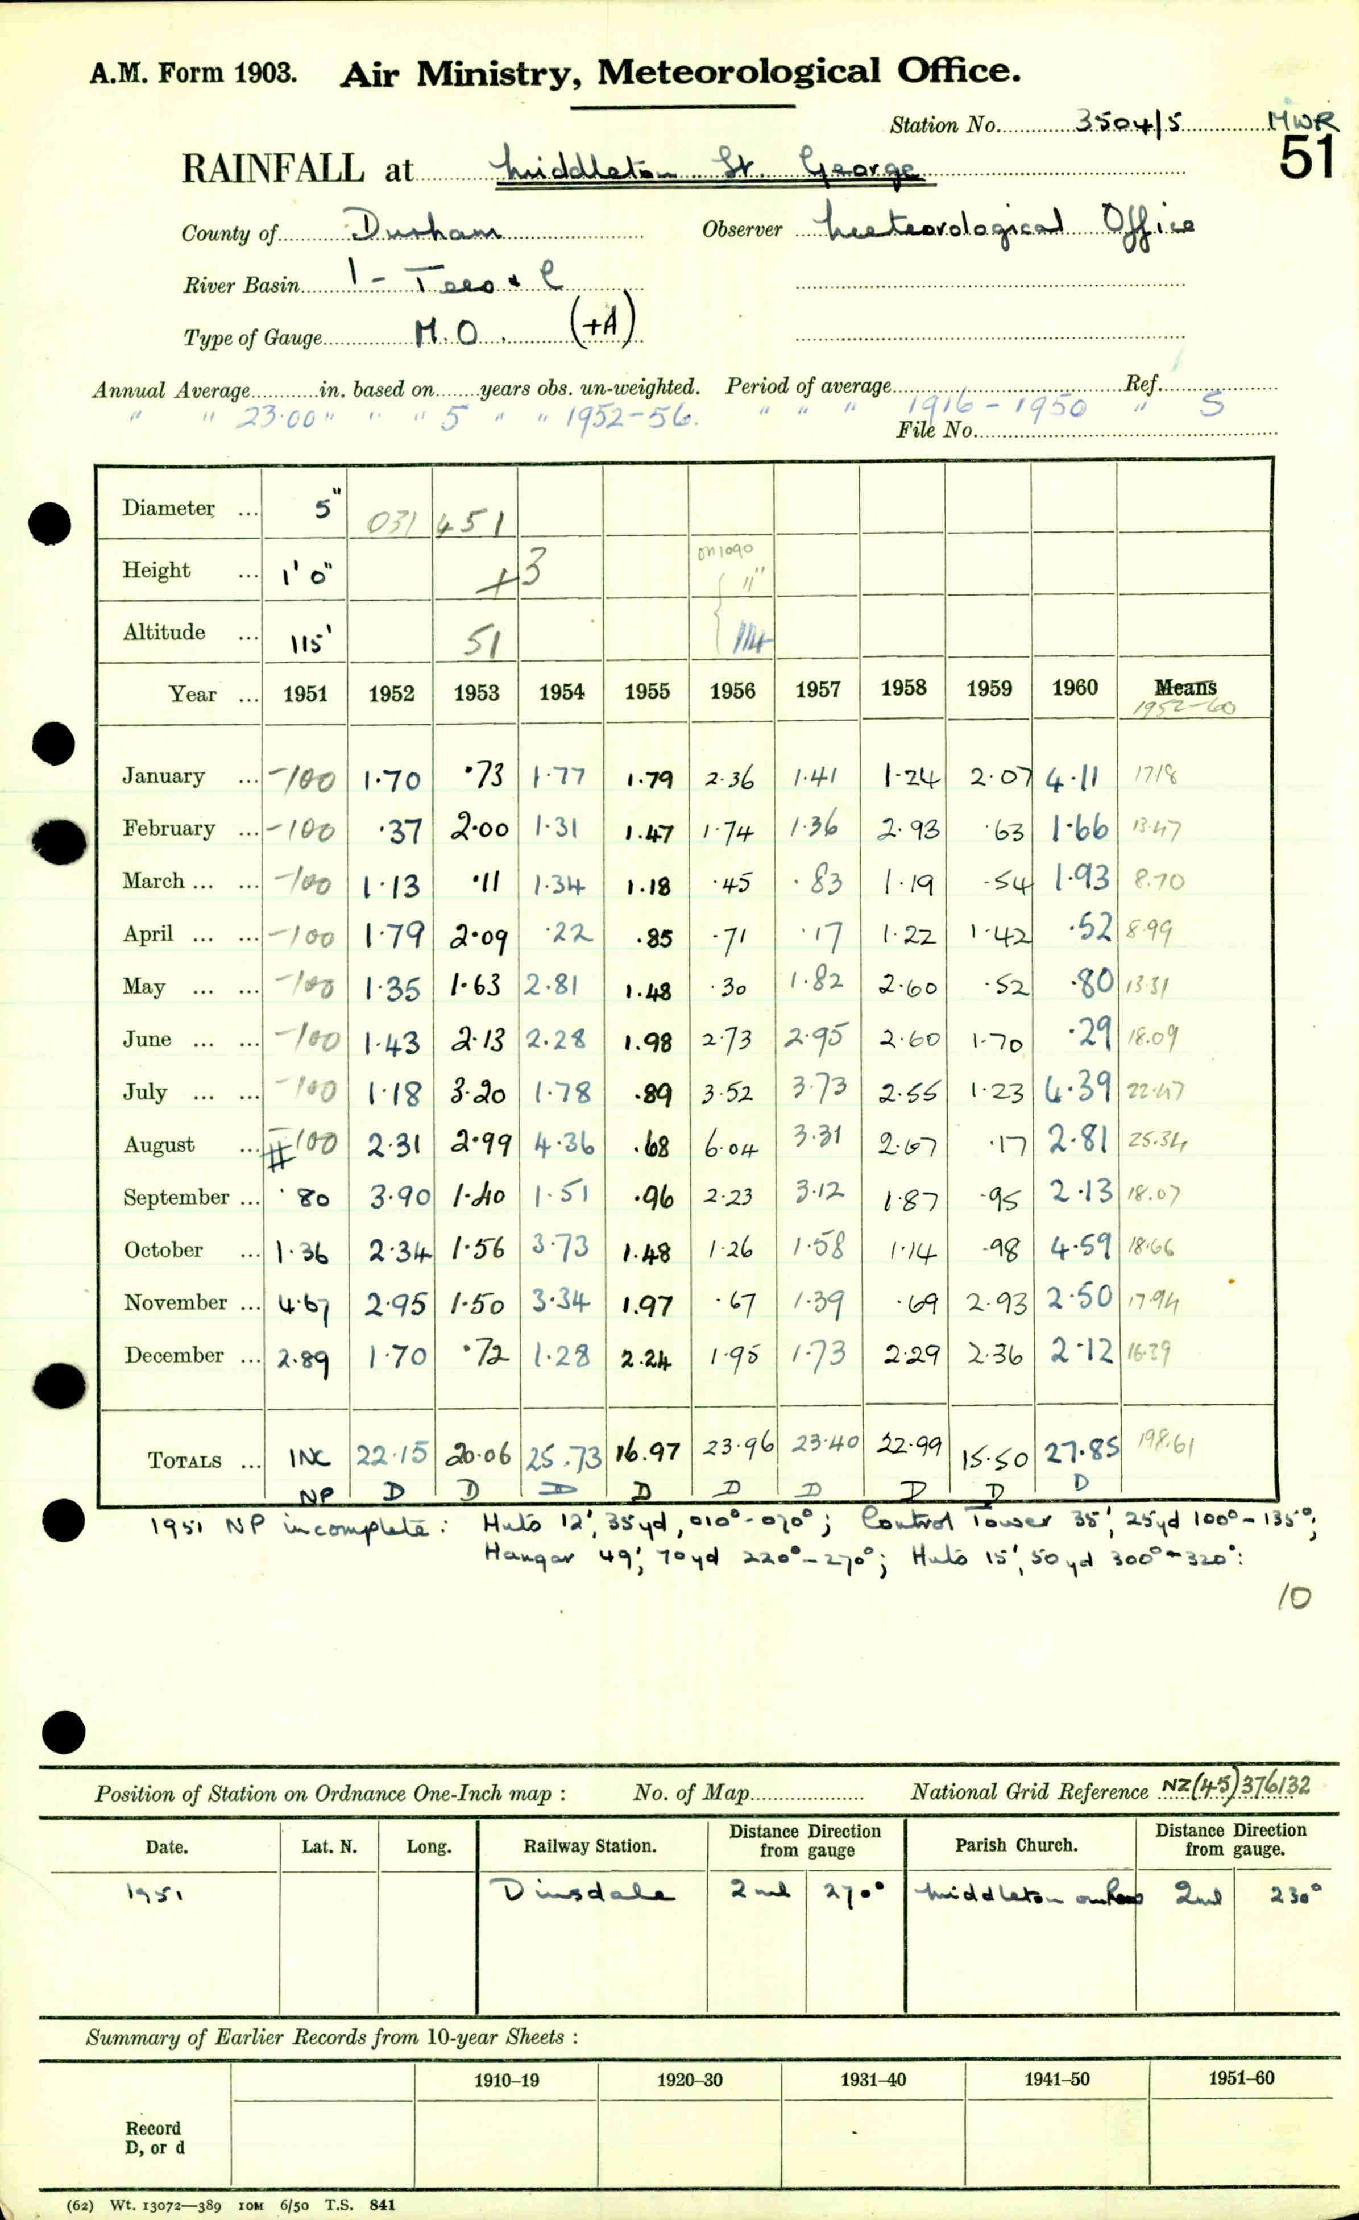 A.M. Form 1903. Air Ministry, Meteorological Office.
Station No. 3504/5 MWR
51
RAINFALL at Middleton St. George
County of Durham Observer Meteorological Office
River Basin 1 - Tees & C
Type of Gauge M.O. (+A)
Annual Average in. based on years obs. un-weighted. Period of average Ref.
" " 23.00 " " " 5 " " 1952-56. " " " 1916-1950 " S
File No.
Diameter ... 5" 031 451
Height ... 1' 0" +3 on 1090 11"
Altitude ... 115' 51 114
Year ... 1951 1952 1953 1954 1955 1956 1957 1958 1959 1960 Means
1952-60
January ... -100 1.70 .73 1.77 1.79 2.36 1.41 1.24 2.07 4.11 17.18
February ... -100 .37 2.00 1.31 1.47 1.74 1.36 2.93 .63 1.66 13.47
March ... ... -100 1.13 .11 1.34 1.18 .45 .83 1.19 .54 1.93 8.70
April ... ... -100 1.79 2.09 .22 .85 .71 .17 1.22 1.42 .52 8.99
May ... ... -100 1.35 1.63 2.81 1.48 .30 1.82 2.60 .52 .80 13.31
June ... ... -100 1.43 2.13 2.28 1.98 2.73 2.95 2.60 1.70 .29 18.09
July ... ... -100 1.18 3.20 1.78 .89 3.52 3.73 2.55 1.23 4.39 22.47
August ... # -100 2.31 2.99 4.36 .68 6.04 3.31 2.67 .17 2.81 25.34
September ... .80 3.90 1.40 1.51 .96 2.23 3.12 1.87 .95 2.13 18.07
October ... 1.36 2.34 1.56 3.73 1.48 1.26 1.58 1.14 .98 4.59 18.66
November ... 4.67 2.95 1.50 3.34 1.97 .67 1.39 .69 2.93 2.50 17.94
December ... 2.89 1.70 .72 1.28 2.24 1.95 1.73 2.29 2.36 2.12 16.39
TOTALS ... INC 22.15 20.06 25.73 16.97 23.96 23.40 22.99 15.50 27.85 198.61
NP D D D D D D D D D
1951 NP incomplete: Huts 12', 35yd, 010°-070°; Control Tower 35', 25yd 100°-135°;
Hangar 49', 70yd 220°-270°; Huts 15', 50yd 300°-320°:
10
Position of Station on Ordnance One-Inch map : No. of Map National Grid Reference NZ(45)376132
Date. Lat. N. Long. Railway Station. Distance Direction from gauge Parish Church. Distance Direction from gauge.
1951 Dinsdale 2ml 270° Middleton 2ml 230°
Summary of Earlier Records from 10-year Sheets :
1910-19 1920-30 1931-40 1941-50 1951-60
Record
D, or d
(62) Wt. 13072—389 10M 6/50 T.S. 841